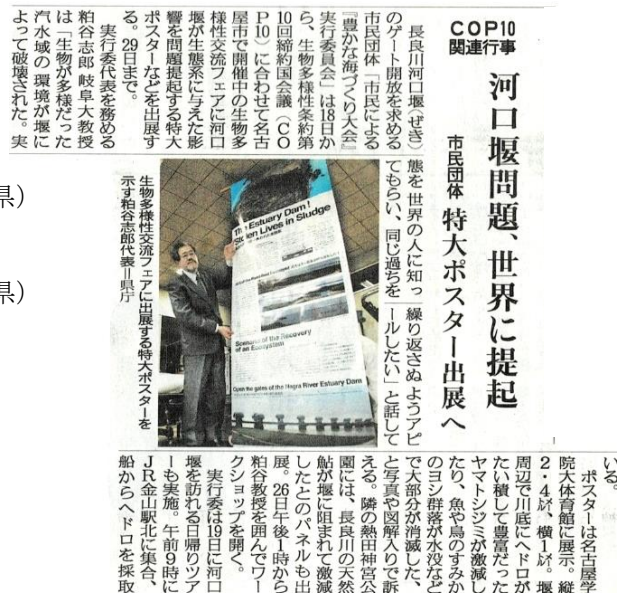 COP10
関連行事
河口堰問題、世界に提起
市民団体 特大ポスター出展へ
長良川河口堰（ぜき）
のゲート開放を求める
市民団体「市民による
『豊かな海づくり大会』
実行委員会」は18日か
ら、生物多様性条約第
10回締約国会議（CO
P10）に合わせて名古
屋市で開催中の生物多
様性交流フェアに河口
堰が生態系に与えた影
響を問題提起する特大
ポスターなどを出展す
る。29日まで。
実行委代表を務める
粕谷志郎岐阜大教授
は「生物が多様だった
汽水域の環境が堰に
よって破壊された。実
態を世界の人に知っ
てもらい、同じ過ちを
繰り返さぬようアピ
ールしたい」と話して
いる。
ポスターは名古屋学
院大体育館に展示。縦
2・4㍍、横1㍍。堰
周辺で川底にヘドロが
たい積して豊富だった
ヤマトシジミが激減し
たり、魚や鳥のすみか
のヨシ群落が水没など
で大部分が消滅した、
と写真や図解入りで訴
える。隣の熱田神宮公
園には、長良川の天然
鮎が堰に阻まれて激減
したとのパネルも出
展。26日午後1時から
粕谷教授を囲んでワー
クショップを開く。
実行委は19日に河口
堰を訪れる日帰りツア
ーも実施。午前9時に
JR金山駅北に集合、
船からヘドロを採取
The Estuary Dam !
Stolen Lives in Sludge
Scenario of the Recovery
of an Ecosystem
Open the gates of the Nagra River Estuary Dam
生物多様性交流フェアに出展する特大ポスターを
示す粕谷志郎代表＝県庁
県）
県）